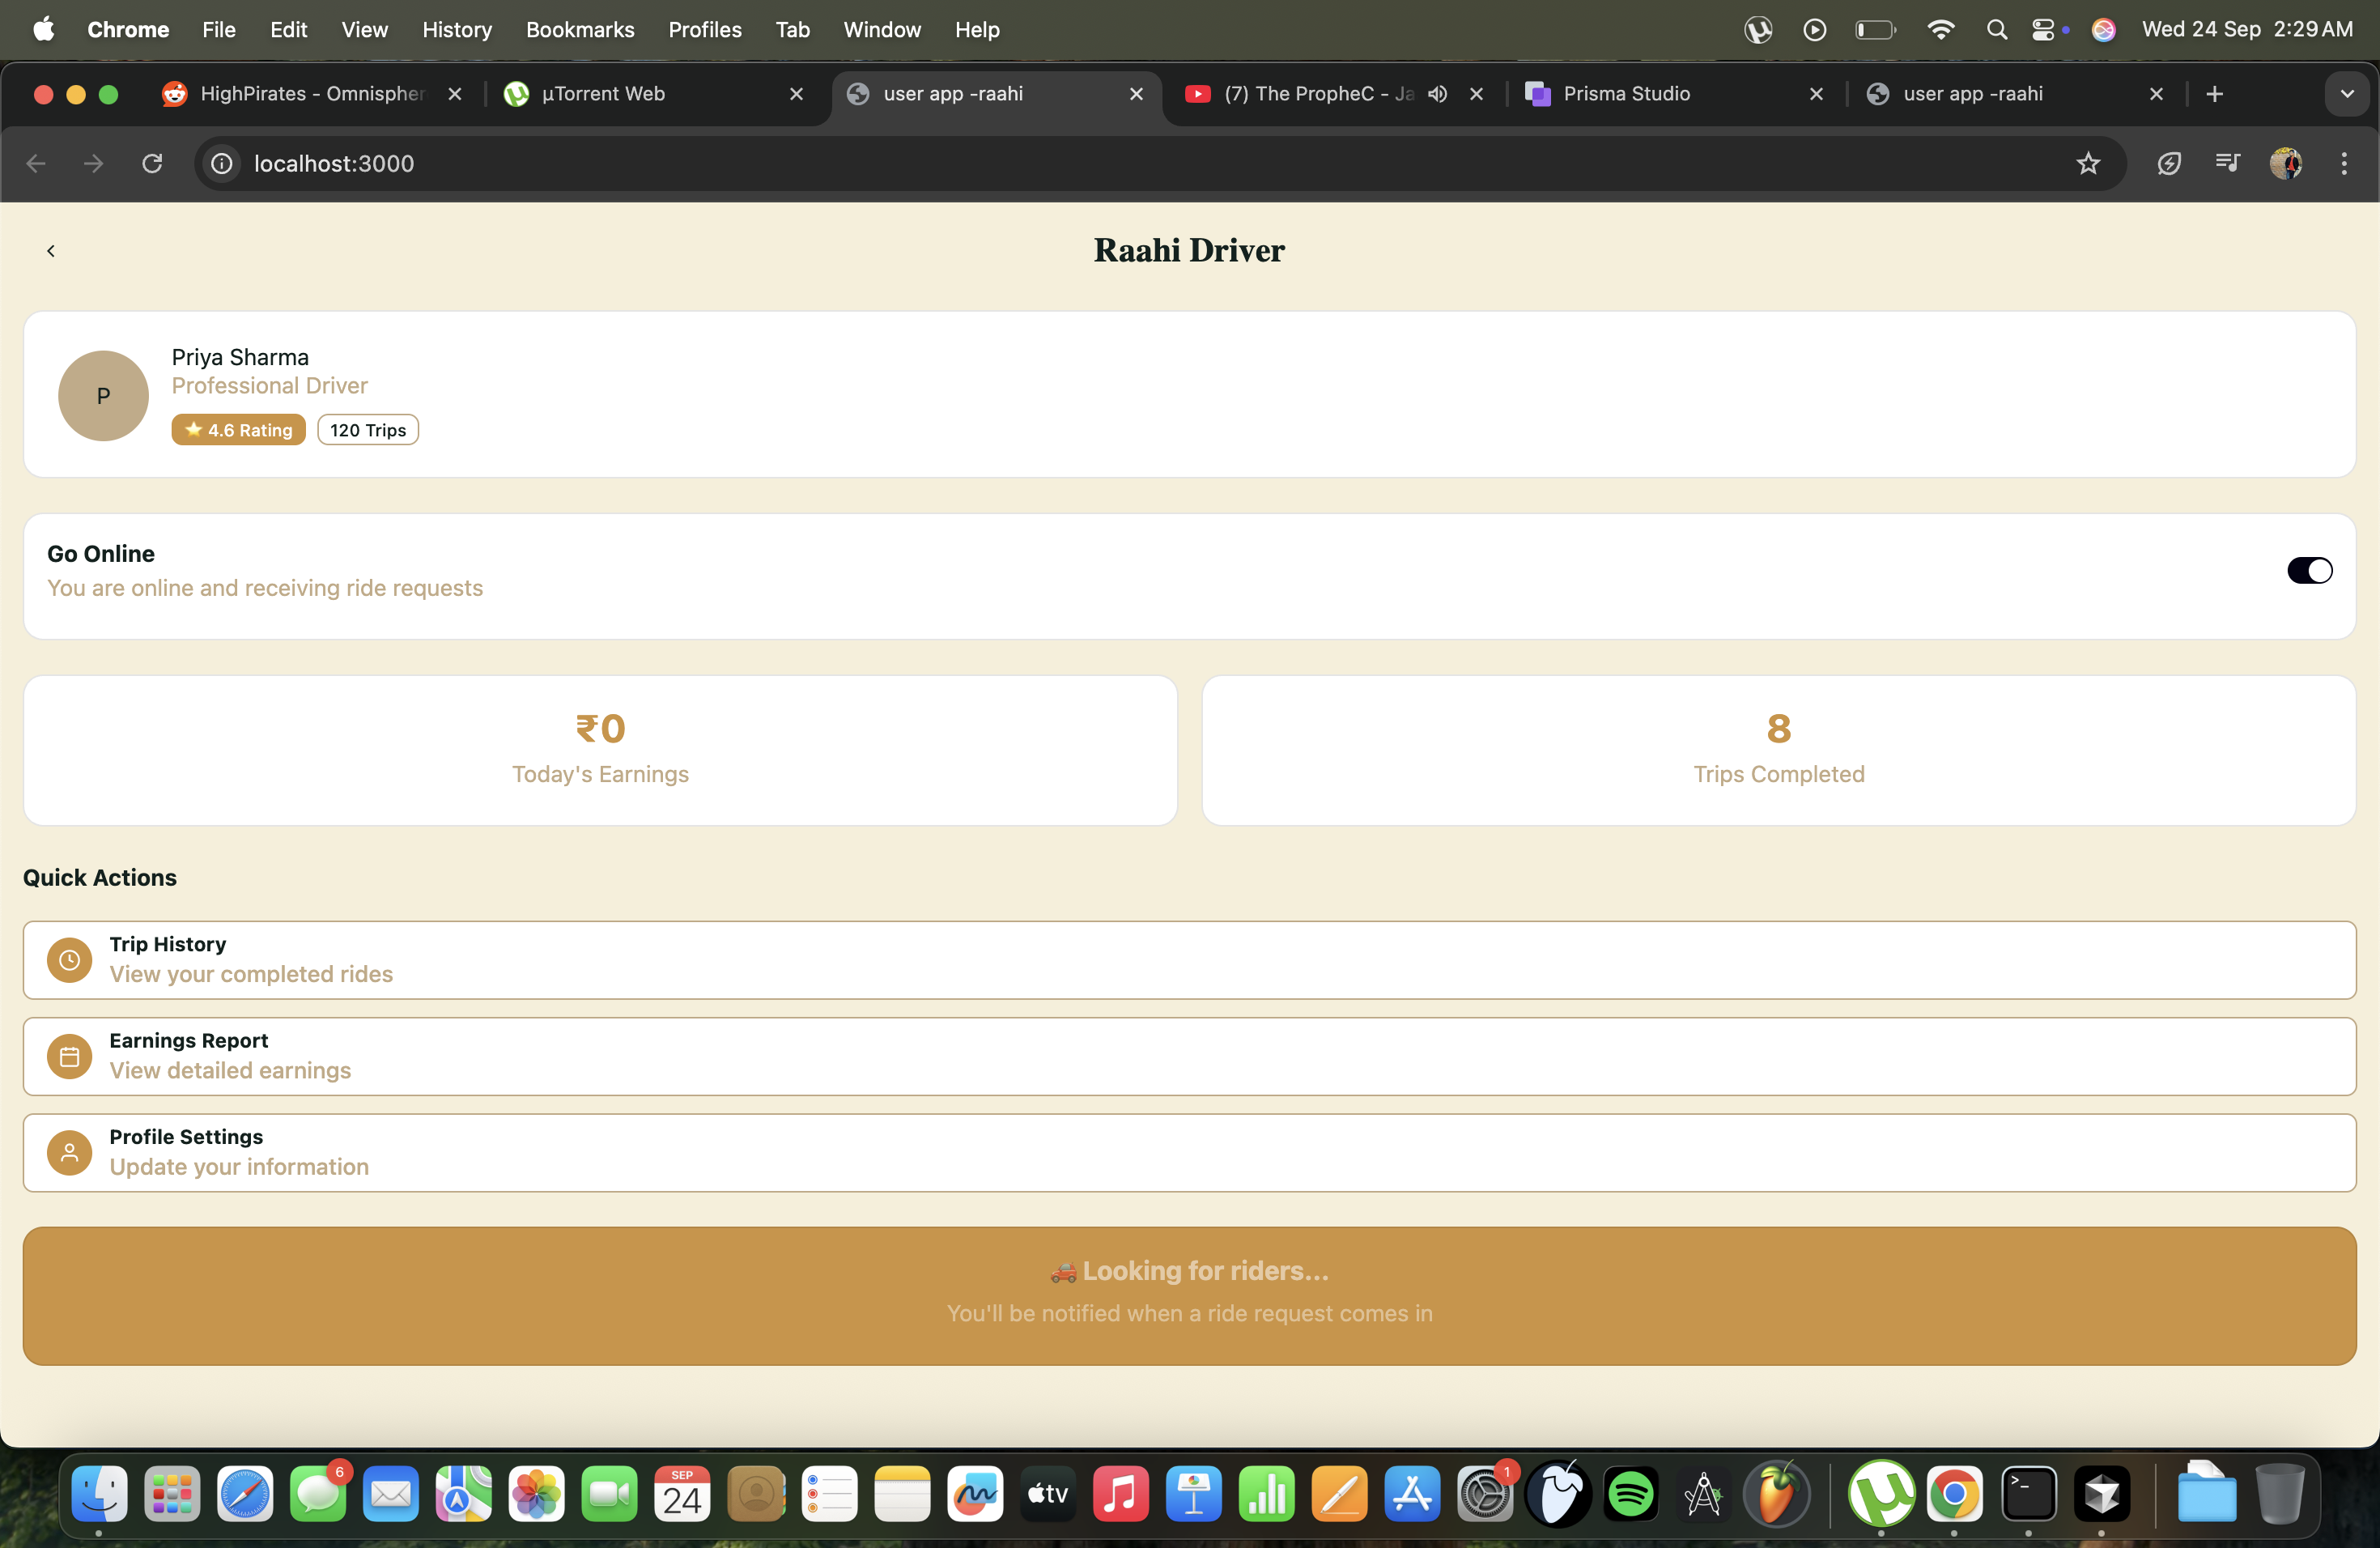 Chrome File Edit View History Bookmarks Profiles Tab Window Help Wed 24 Sep 2:29 AM
HighPirates - Omnispher µTorrent Web user app -raahi (7) The PropheC - Ja Prisma Studio user app -raahi
localhost:3000
Raahi Driver
P
Priya Sharma
Professional Driver
⭐ 4.6 Rating 120 Trips
Go Online
You are online and receiving ride requests
₹0
Today's Earnings
8
Trips Completed
Quick Actions
Trip History
View your completed rides
Earnings Report
View detailed earnings
Profile Settings
Update your information
🚗 Looking for riders...
You'll be notified when a ride request comes in
6 SEP 24 tv 1